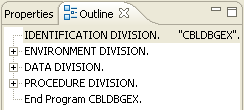 Properties Outline
IDENTIFICATION DIVISION. "CBLDBGEX".
ENVIRONMENT DIVISION.
DATA DIVISION.
PROCEDURE DIVISION.
End Program CBLDBGEX.